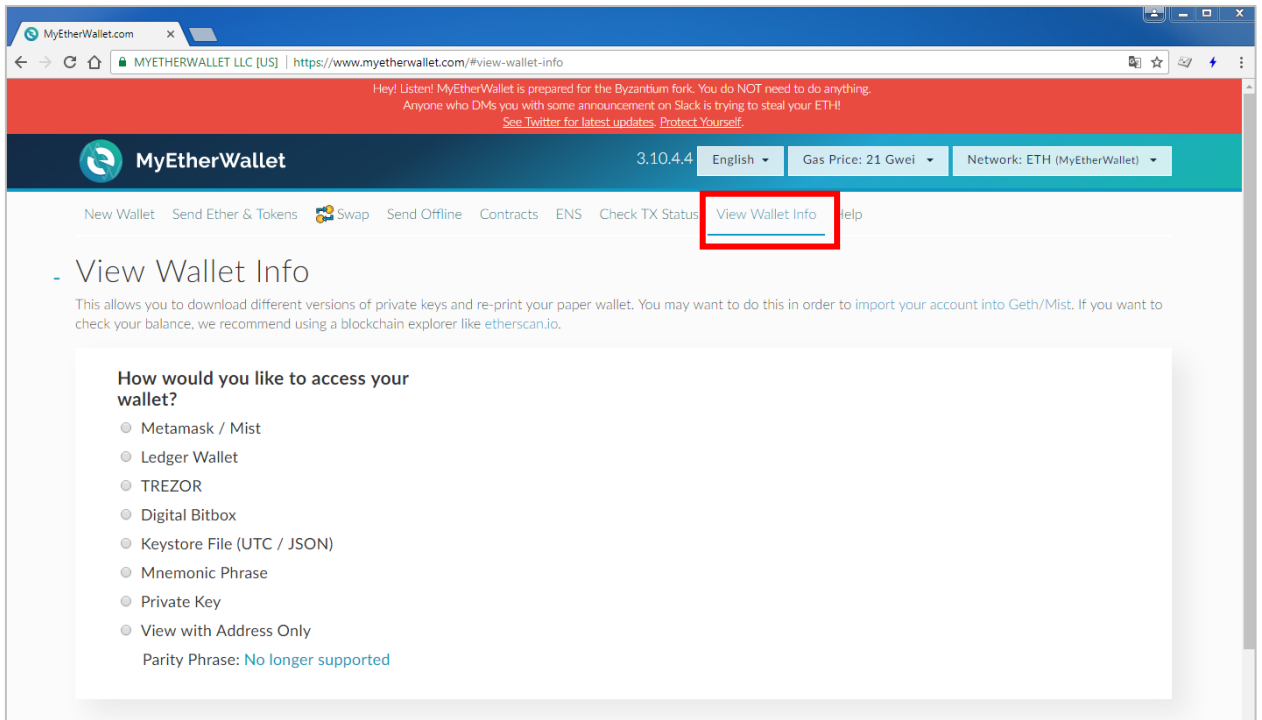 MyEtherWallet.com
MYETHERWALLET LLC [US] | https://www.myetherwallet.com/#view-wallet-info
Hey! Listen! MyEtherWallet is prepared for the Byzantium fork. You do NOT need to do anything.
Anyone who DMs you with some announcement on Slack is trying to steal your ETH!
See Twitter for latest updates. Protect Yourself.
MyEtherWallet 3.10.4.4 English Gas Price: 21 Gwei Network: ETH (MyEtherWallet)
New Wallet Send Ether & Tokens Swap Send Offline Contracts ENS Check TX Status View Wallet Info elp
- View Wallet Info
This allows you to download different versions of private keys and re-print your paper wallet. You may want to do this in order to import your account into Geth/Mist. If you want to
check your balance, we recommend using a blockchain explorer like etherscan.io.
How would you like to access your
wallet?
Metamask / Mist
Ledger Wallet
TREZOR
Digital Bitbox
Keystore File (UTC / JSON)
Mnemonic Phrase
Private Key
View with Address Only
Parity Phrase: No longer supported